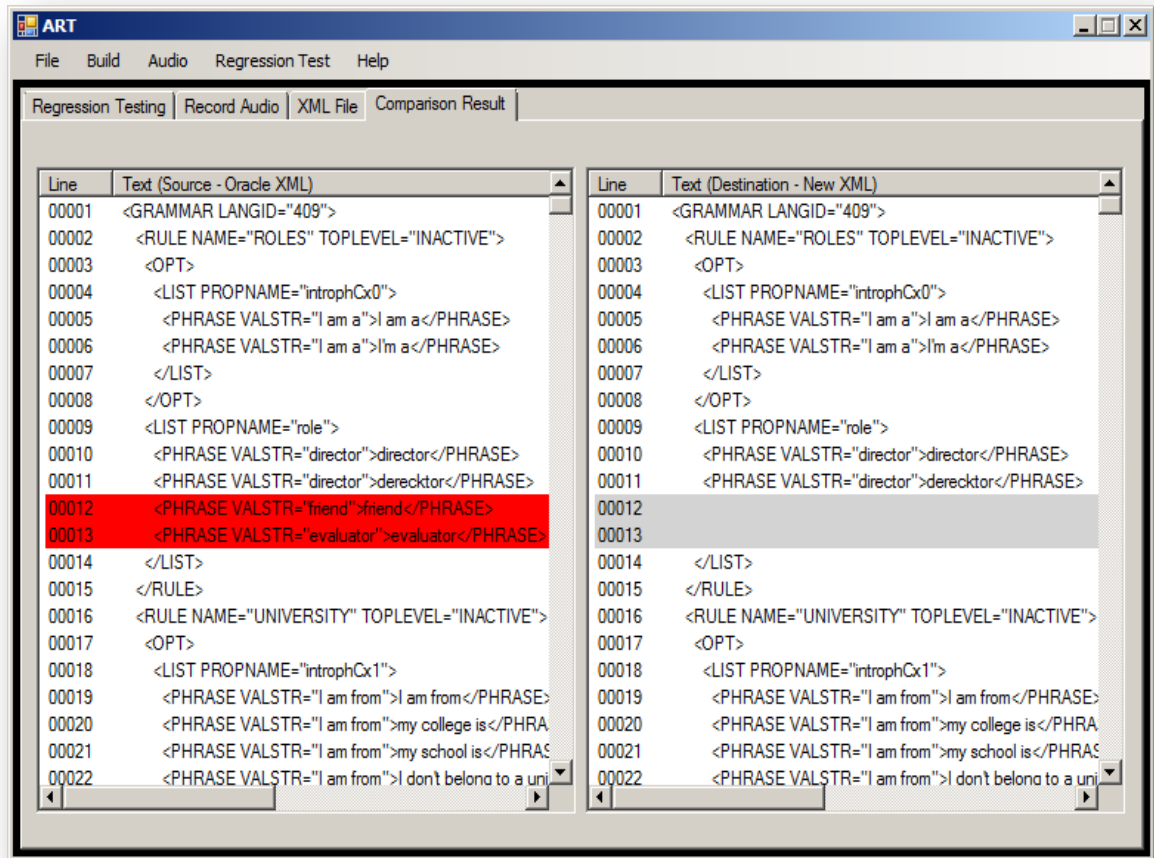 ART
File Build Audio Regression Test Help
Regression Testing Record Audio XML File Comparison Result
Line Text (Source - Oracle XML)
00001 <GRAMMAR LANGID="409">
00002 <RULE NAME="ROLES" TOPLEVEL="INACTIVE">
00003 <OPT>
00004 <LIST PROPNAME="introphCx0">
00005 <PHRASE VALSTR="I am a">I am a</PHRASE>
00006 <PHRASE VALSTR="I am a">I'm a</PHRASE>
00007 </LIST>
00008 </OPT>
00009 <LIST PROPNAME="role">
00010 <PHRASE VALSTR="director">director</PHRASE>
00011 <PHRASE VALSTR="director">derecktor</PHRASE>
00012 <PHRASE VALSTR="friend">friend</PHRASE>
00013 <PHRASE VALSTR="evaluator">evaluator</PHRASE>
00014 </LIST>
00015 </RULE>
00016 <RULE NAME="UNIVERSITY" TOPLEVEL="INACTIVE">
00017 <OPT>
00018 <LIST PROPNAME="introphCx1">
00019 <PHRASE VALSTR="I am from">I am from</PHRASE>
00020 <PHRASE VALSTR="I am from">my college is</PHRA
00021 <PHRASE VALSTR="I am from">my school is</PHRAS
00022 <PHRASE VALSTR="I am from">I don't belong to a uni
Line Text (Destination - New XML)
00001 <GRAMMAR LANGID="409">
00002 <RULE NAME="ROLES" TOPLEVEL="INACTIVE">
00003 <OPT>
00004 <LIST PROPNAME="introphCx0">
00005 <PHRASE VALSTR="I am a">I am a</PHRASE>
00006 <PHRASE VALSTR="I am a">I'm a</PHRASE>
00007 </LIST>
00008 </OPT>
00009 <LIST PROPNAME="role">
00010 <PHRASE VALSTR="director">director</PHRASE>
00011 <PHRASE VALSTR="director">derecktor</PHRASE>
00012
00013
00014 </LIST>
00015 </RULE>
00016 <RULE NAME="UNIVERSITY" TOPLEVEL="INACTIVE">
00017 <OPT>
00018 <LIST PROPNAME="introphCx1">
00019 <PHRASE VALSTR="I am from">I am from</PHRASE>
00020 <PHRASE VALSTR="I am from">my college is</PHRA
00021 <PHRASE VALSTR="I am from">my school is</PHRAS
00022 <PHRASE VALSTR="I am from">I don't belong to a uni